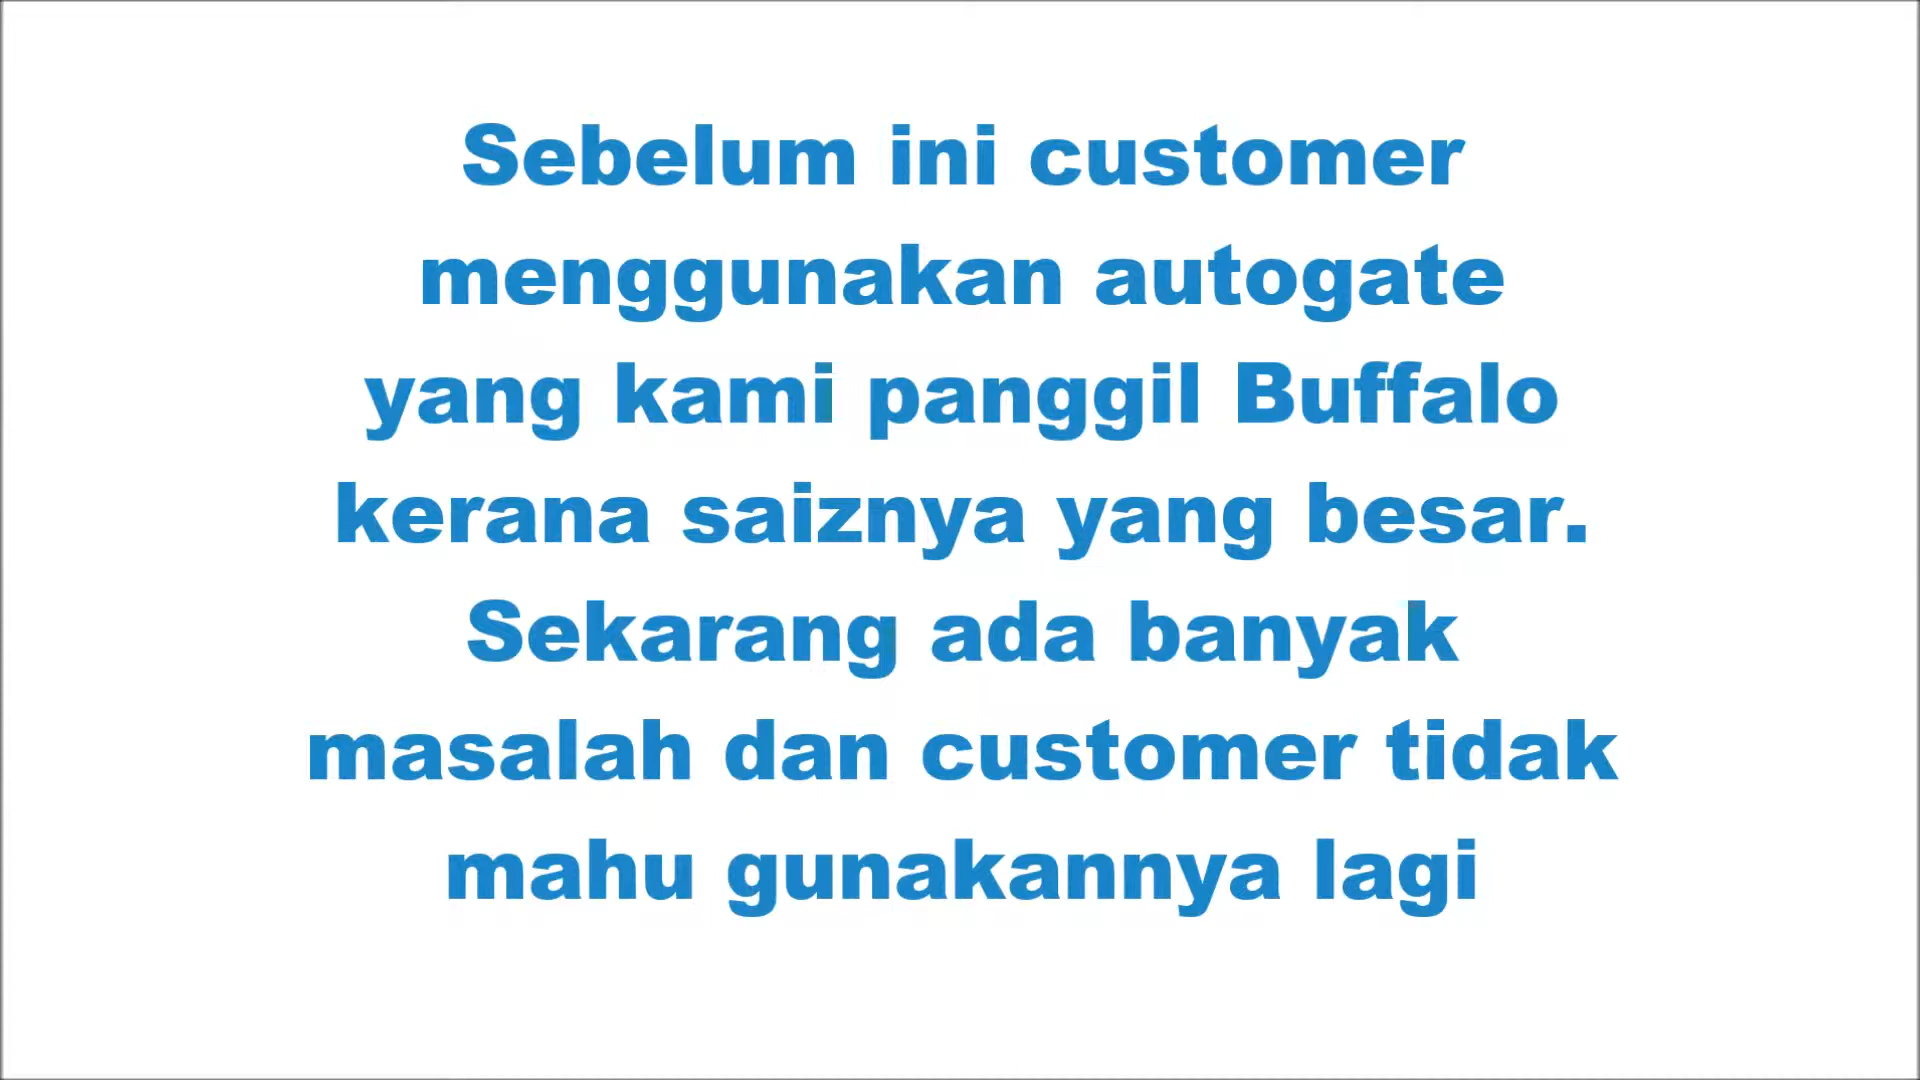 Sebelum ini customer
menggunakan autogate
yang kami panggil Buffalo
kerana saiznya yang besar.
Sekarang ada banyak
masalah dan customer tidak
mahu gunakannya lagi